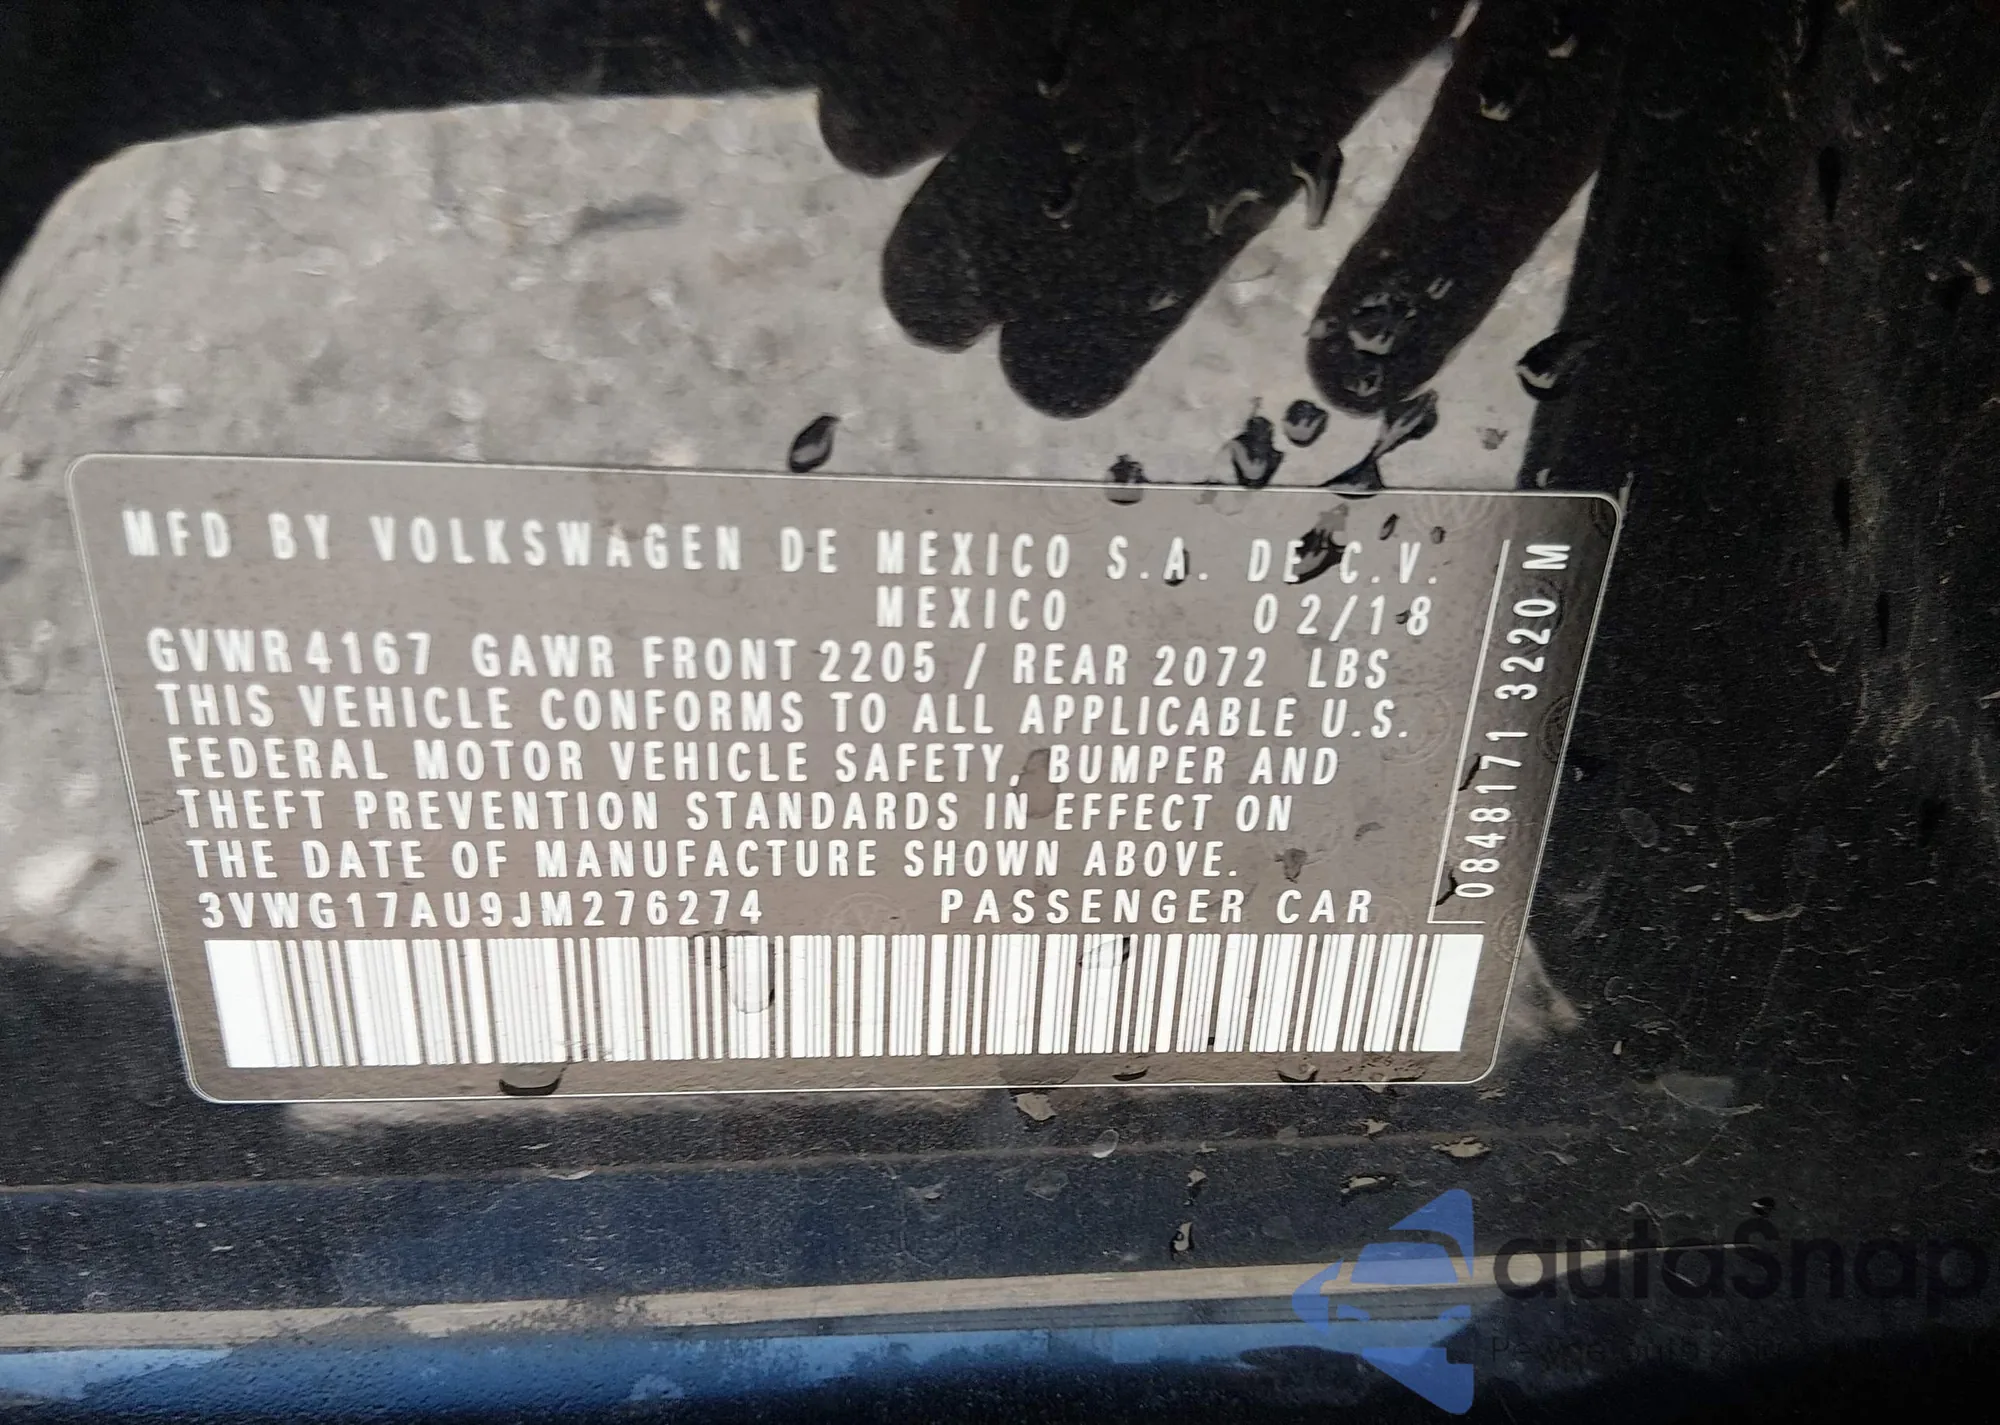 MFD BY VOLKSWAGEN DE MEXICO S.A. DE C.V.
MEXICO 02/18
GVWR 4167 GAWR FRONT 2205 / REAR 2072 LBS
THIS VEHICLE CONFORMS TO ALL APPLICABLE U.S.
FEDERAL MOTOR VEHICLE SAFETY, BUMPER AND
THEFT PREVENTION STANDARDS IN EFFECT ON
THE DATE OF MANUFACTURE SHOWN ABOVE.
3VWG17AU9JM276274 PASSENGER CAR
0848171 3220 M
autoSnap